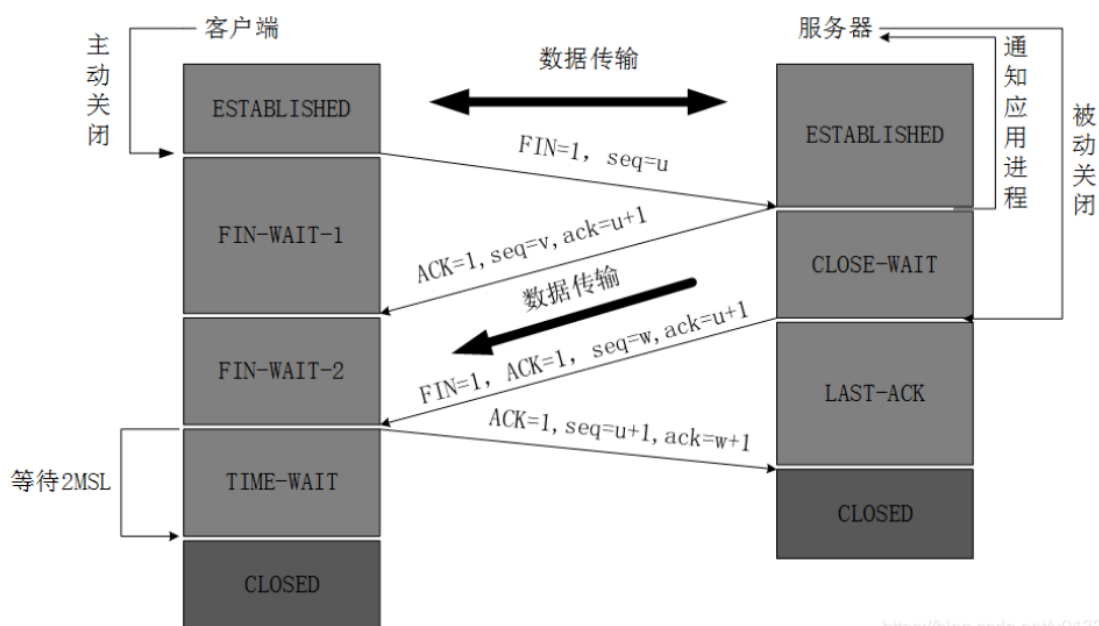 客户端
服务器
主动关闭
数据传输
通知应用进程
被动关闭
ESTABLISHED
ESTABLISHED
FIN=1, seq=u
FIN-WAIT-1
ACK=1,seq=v,ack=u+1
CLOSE-WAIT
数据传输
FIN-WAIT-2
FIN=1, ACK=1, seq=w,ack=u+1
LAST-ACK
ACK=1,seq=u+1,ack=w+1
等待2MSL
TIME-WAIT
CLOSED
CLOSED